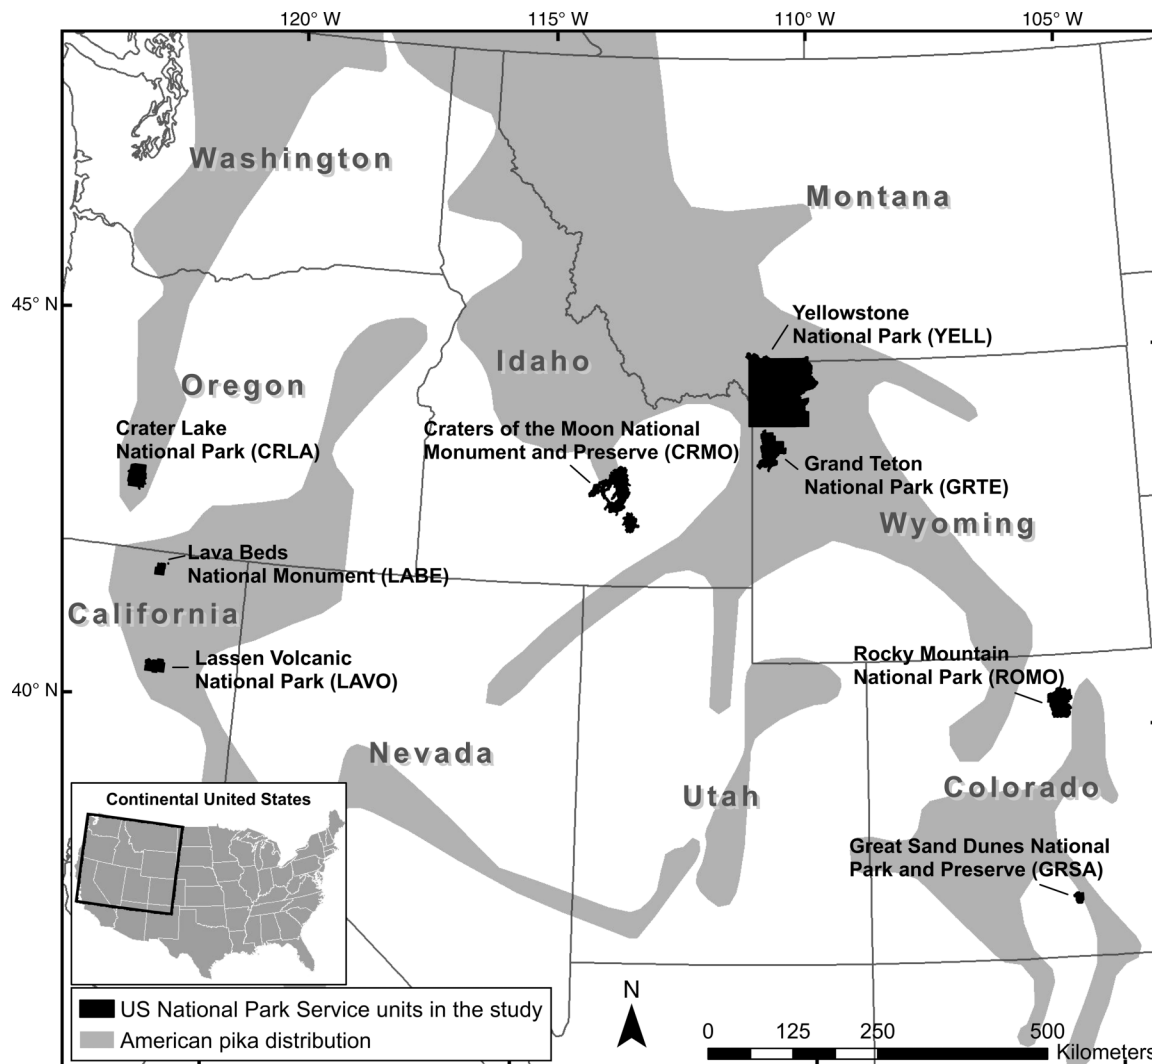 120° W
115° W
110° W
105° W
Washington
Montana
45° N
Yellowstone
National Park (YELL)
Idaho
Oregon
Crater Lake
National Park (CRLA)
Craters of the Moon National
Monument and Preserve (CRMO)
Grand Teton
National Park (GRTE)
Wyoming
Lava Beds
National Monument (LABE)
California
Lassen Volcanic
National Park (LAVO)
Rocky Mountain
National Park (ROMO)
40° N
Nevada
Utah
Colorado
Continental United States
Great Sand Dunes National
Park and Preserve (GRSA)
US National Park Service units in the study
American pika distribution
N
0 125 250 500
Kilometers